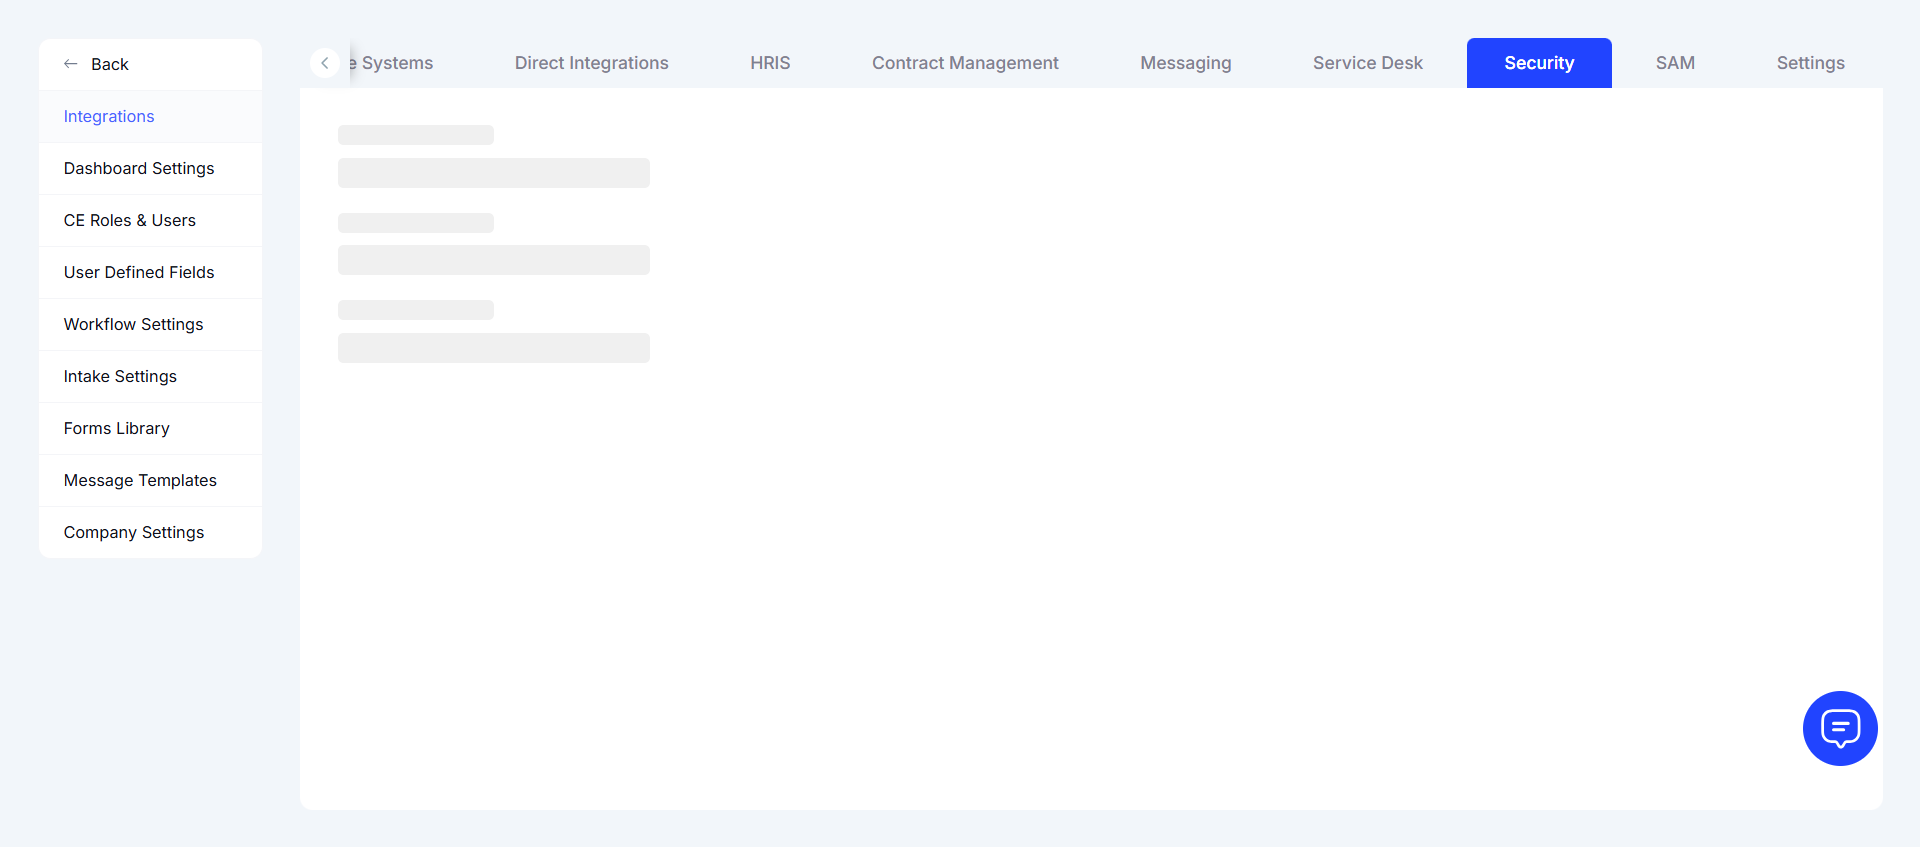 Back
Integrations
Dashboard Settings
CE Roles & Users
User Defined Fields
Workflow Settings
Intake Settings
Forms Library
Message Templates
Company Settings
e Systems
Direct Integrations
HRIS
Contract Management
Messaging
Service Desk
Security
SAM
Settings